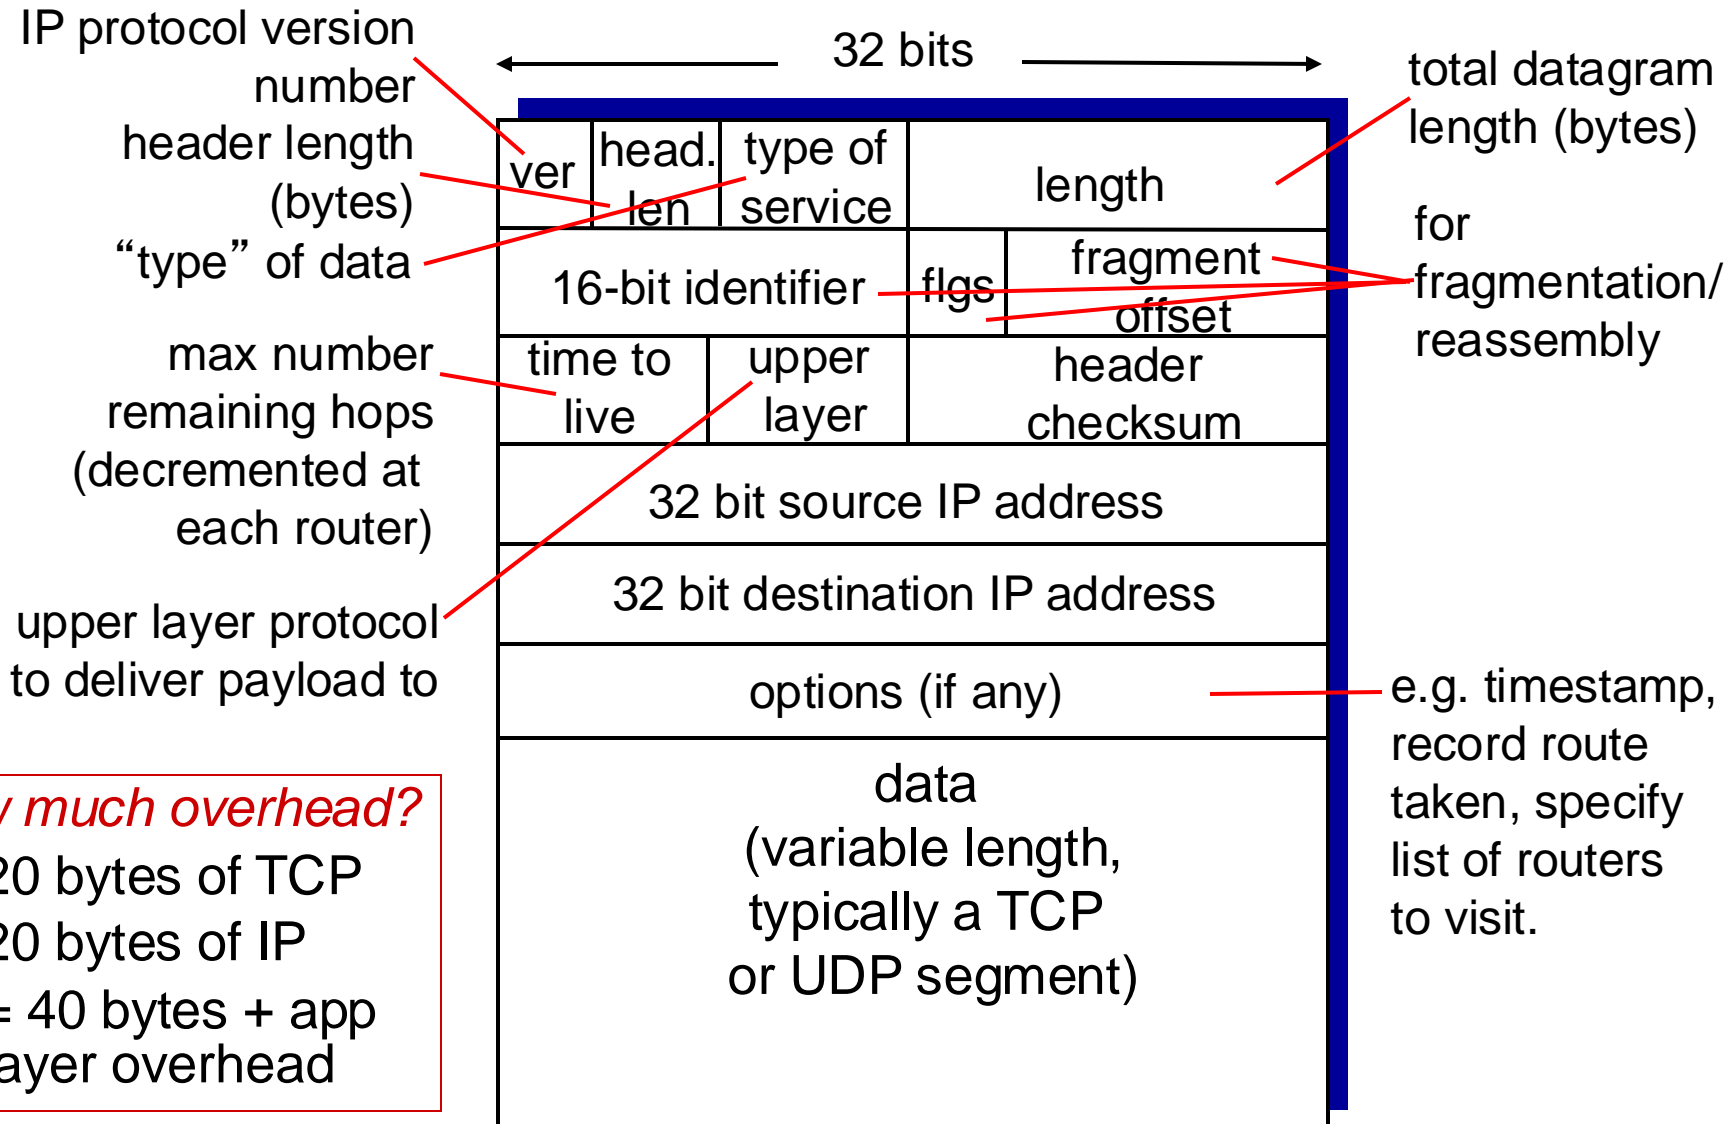 IP protocol version
number
header length
(bytes)
“type” of data
max number
remaining hops
(decremented at
each router)
upper layer protocol
to deliver payload to
much overhead?
20 bytes of TCP
20 bytes of IP
= 40 bytes + app
overhead
32 bits
ver
head.
len
type of
service
length
16-bit identifier
flgs
fragment
offset
time to
live
upper
layer
header
checksum
32 bit source IP address
32 bit destination IP address
options (if any)
data
(variable length,
typically a TCP
or UDP segment)
total datagram
length (bytes)
for
fragmentation/
reassembly
e.g. timestamp,
record route
taken, specify
list of routers
to visit.